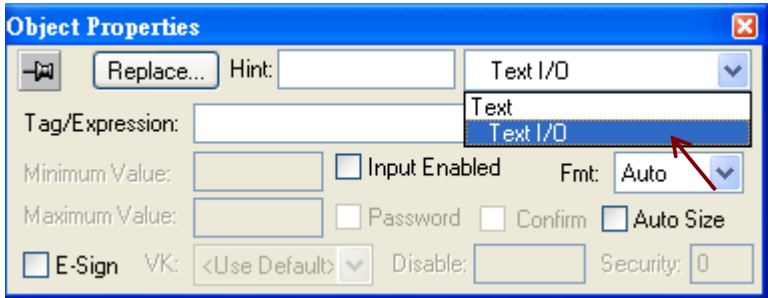 Object Properties
Replace... Hint: Text I/O
Text
Tag/Expression: Text I/O
Minimum Value: Input Enabled Fmt: Auto
Maximum Value: Password Confirm Auto Size
E-Sign VK: <Use Default> Disable: Security: 0